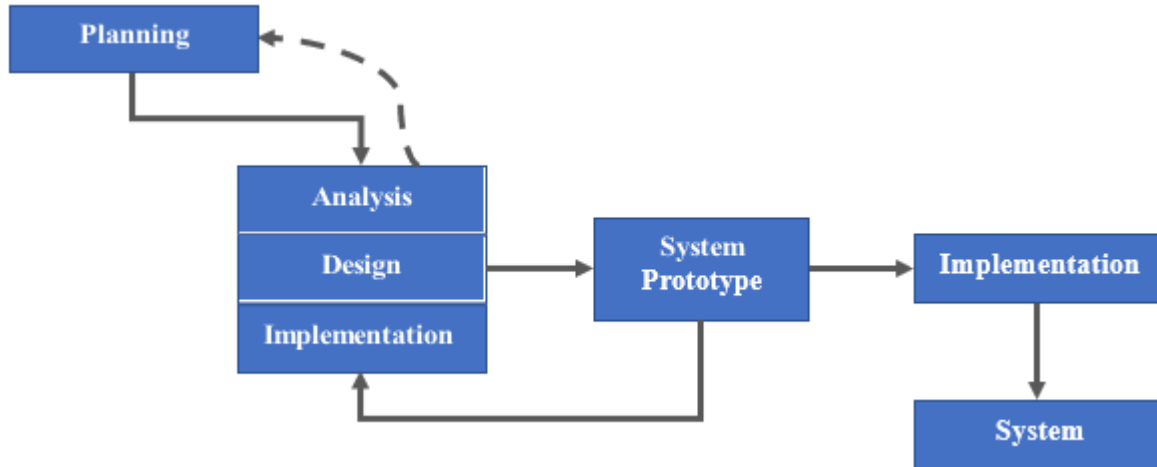 Planning
Analysis
Design
Implementation
System
Prototype
Implementation
System